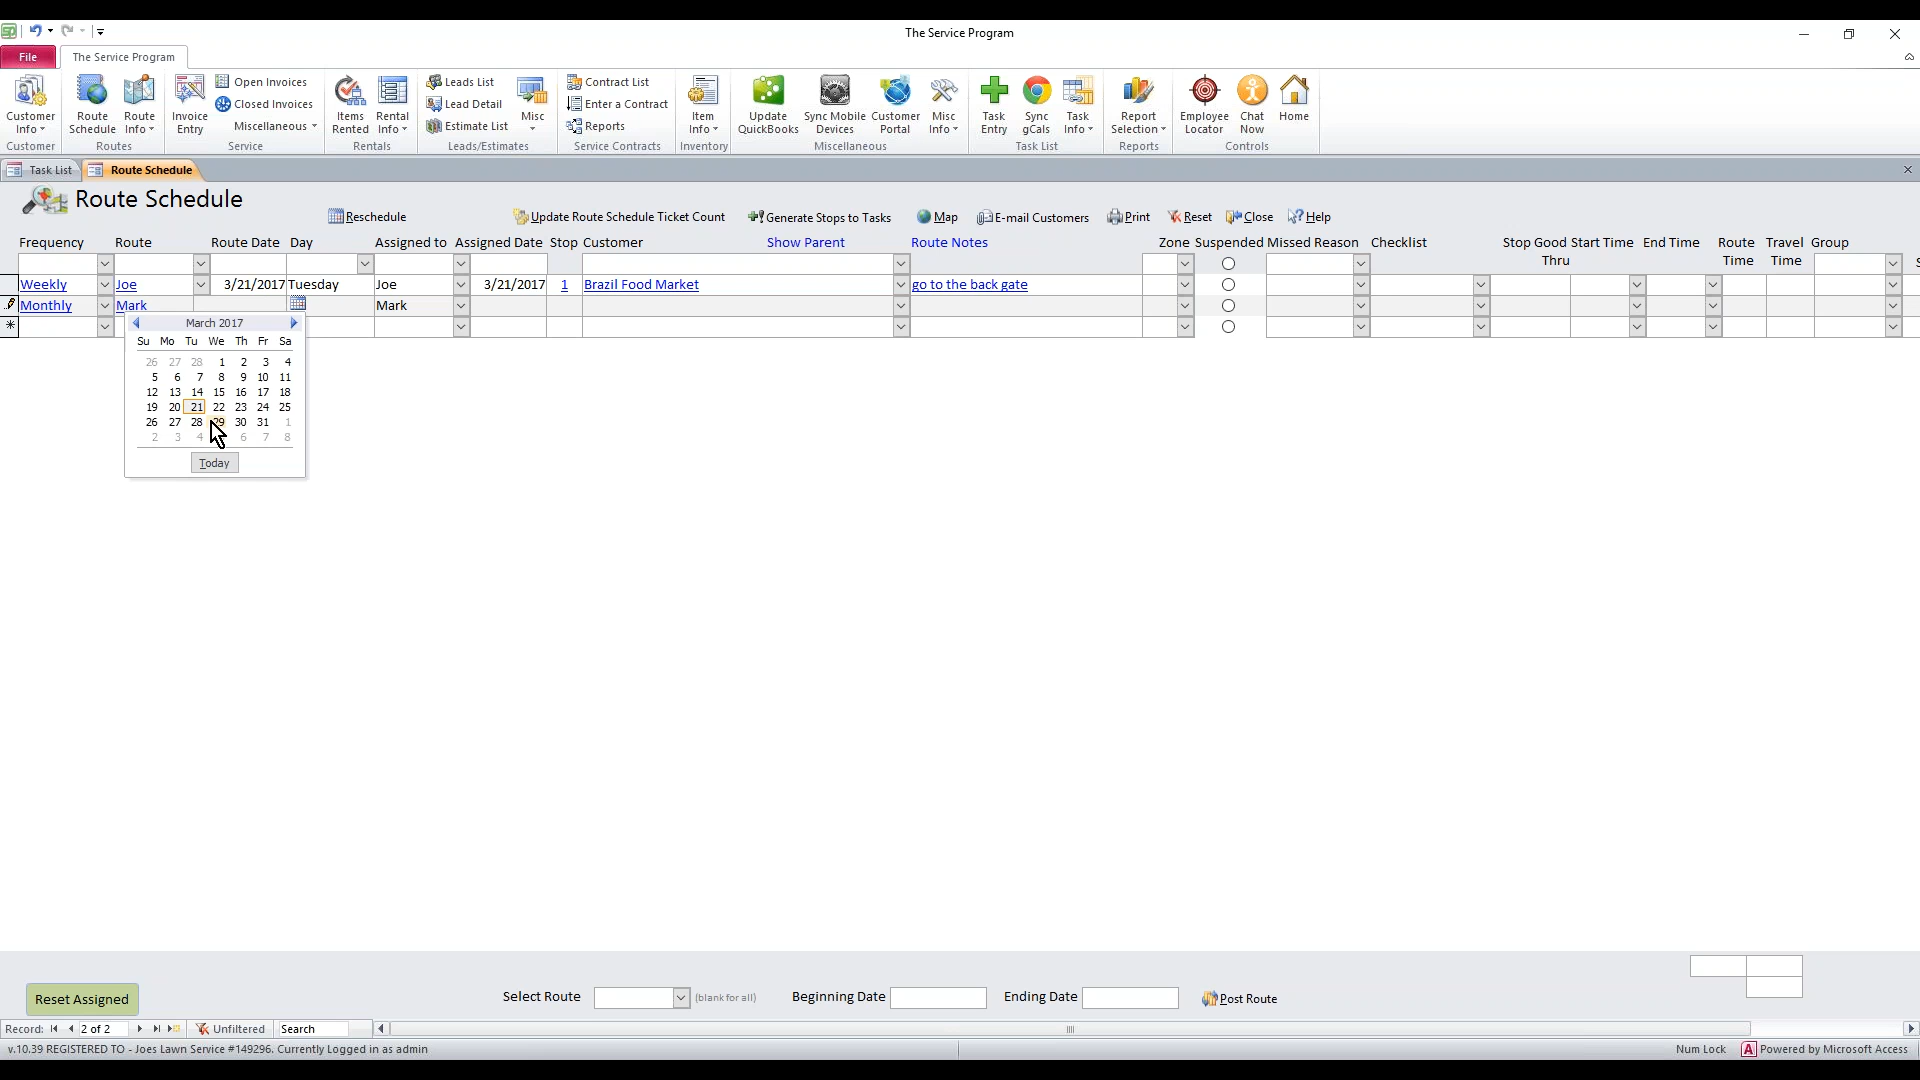 The Service Program
File
The Service Program
Customer Info
Customer
Route Schedule
Route Info
Routes
Invoice Entry
Open Invoices
Closed Invoices
Miscellaneous
Service
Items Rented
Rental Info
Rentals
Leads List
Lead Detail
Estimate List
Misc
Leads/Estimates
Contract List
Enter a Contract
Reports
Service Contracts
Item Info
Inventory
Update QuickBooks
Sync Mobile Devices
Customer Portal
Misc Info
Miscellaneous
Task Entry
Sync gCals
Task Info
Task List
Report Selection
Reports
Employee Locator
Chat Now
Home
Controls
Task List
Route Schedule
Route Schedule
Reschedule
Update Route Schedule Ticket Count
Generate Stops to Tasks
Map
E-mail Customers
Print
Reset
Close
Help
Frequency Route Route Date Day Assigned to Assigned Date Stop Customer Show Parent Route Notes Zone Suspended Missed Reason Checklist Stop Good Thru Start Time End Time Route Time Travel Time Group
Weekly Joe 3/21/2017 Tuesday Joe 3/21/2017 1 Brazil Food Market go to the back gate
Monthly Mark Mark
March 2017
Su Mo Tu We Th Fr Sa
26 27 28 1 2 3 4
5 6 7 8 9 10 11
12 13 14 15 16 17 18
19 20 21 22 23 24 25
26 27 28 29 30 31 1
2 3 4 6 7 8
Today
Reset Assigned
Select Route
(blank for all)
Beginning Date
Ending Date
Post Route
Record: 2 of 2 Unfiltered Search
v.10.39 REGISTERED TO - Joes Lawn Service #149296. Currently Logged in as admin
Num Lock
Powered by Microsoft Access